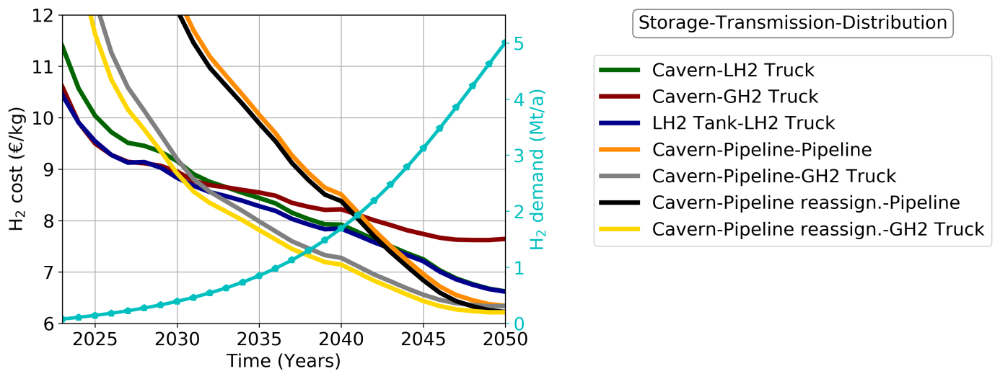 12
11
10
9
8
7
6
H₂ cost (€/kg)
2025
2030
2035
2040
2045
2050
Time (Years)
5
4
3
2
1
0
H₂ demand (Mt/a)
Storage-Transmission-Distribution
Cavern-LH2 Truck
Cavern-GH2 Truck
LH2 Tank-LH2 Truck
Cavern-Pipeline-Pipeline
Cavern-Pipeline-GH2 Truck
Cavern-Pipeline reassign.-Pipeline
Cavern-Pipeline reassign.-GH2 Truck